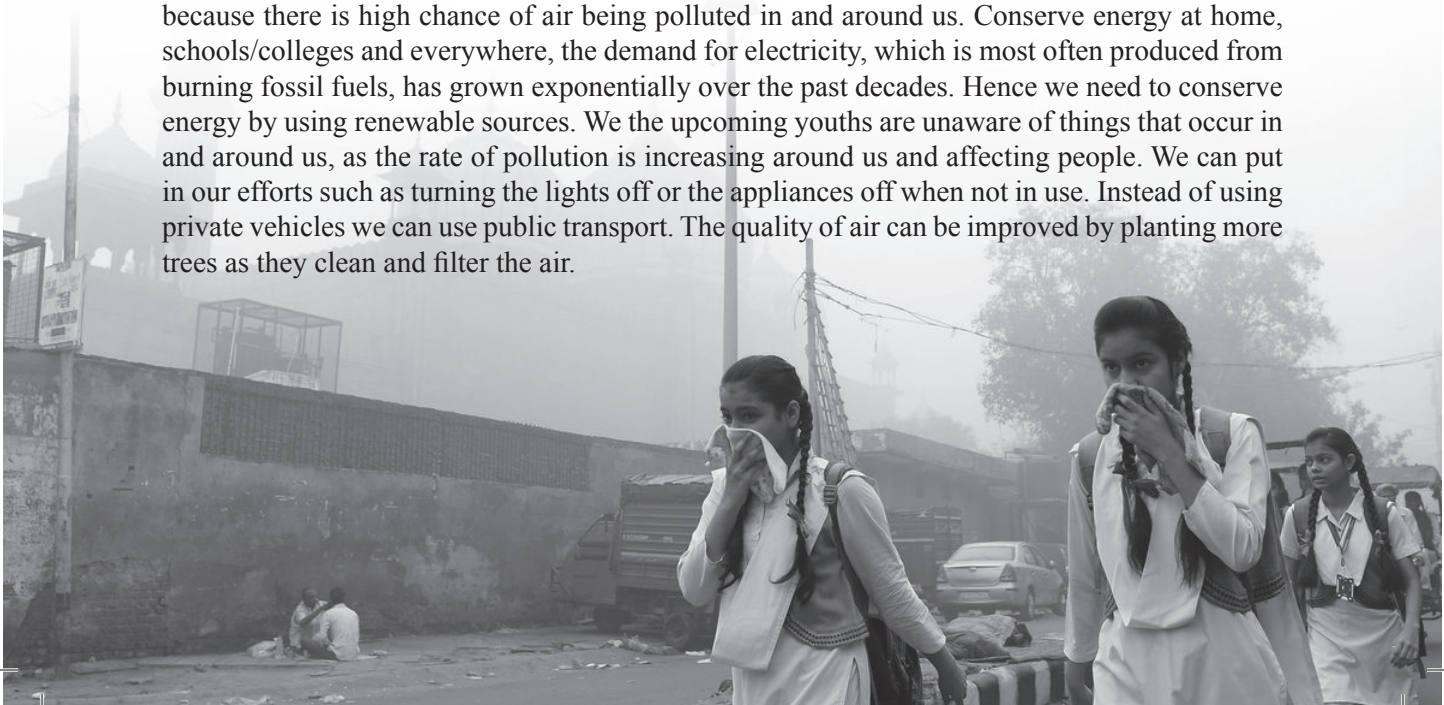 because there is high chance of air being polluted in and around us. Conserve energy at home,
schools/colleges and everywhere, the demand for electricity, which is most often produced from
burning fossil fuels, has grown exponentially over the past decades. Hence we need to conserve
energy by using renewable sources. We the upcoming youths are unaware of things that occur in
and around us, as the rate of pollution is increasing around us and affecting people. We can put
in our efforts such as turning the lights off or the appliances off when not in use. Instead of using
private vehicles we can use public transport. The quality of air can be improved by planting more
trees as they clean and filter the air.